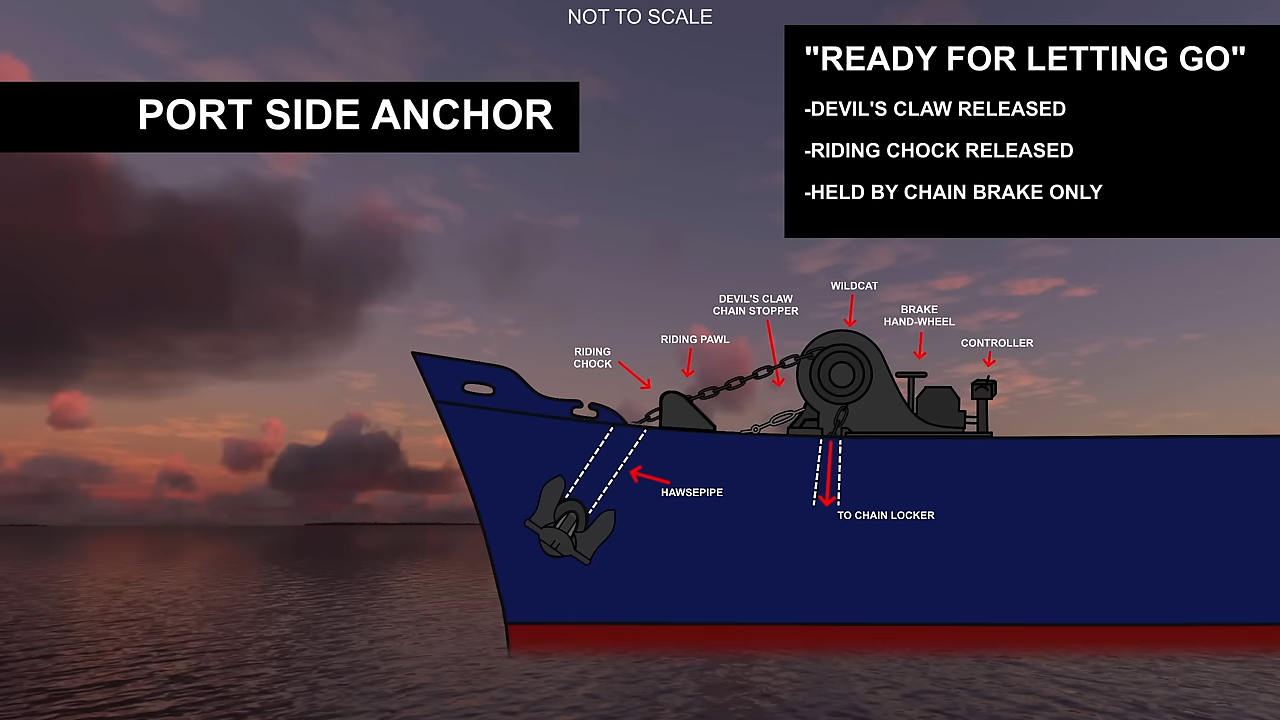 NOT TO SCALE
"READY FOR LETTING GO"
-DEVIL'S CLAW RELEASED
-RIDING CHOCK RELEASED
-HELD BY CHAIN BRAKE ONLY
PORT SIDE ANCHOR
WILDCAT
DEVIL'S CLAW
CHAIN STOPPER
BRAKE
HAND-WHEEL
RIDING PAWL
CONTROLLER
RIDING
CHOCK
HAWSEPIPE
TO CHAIN LOCKER